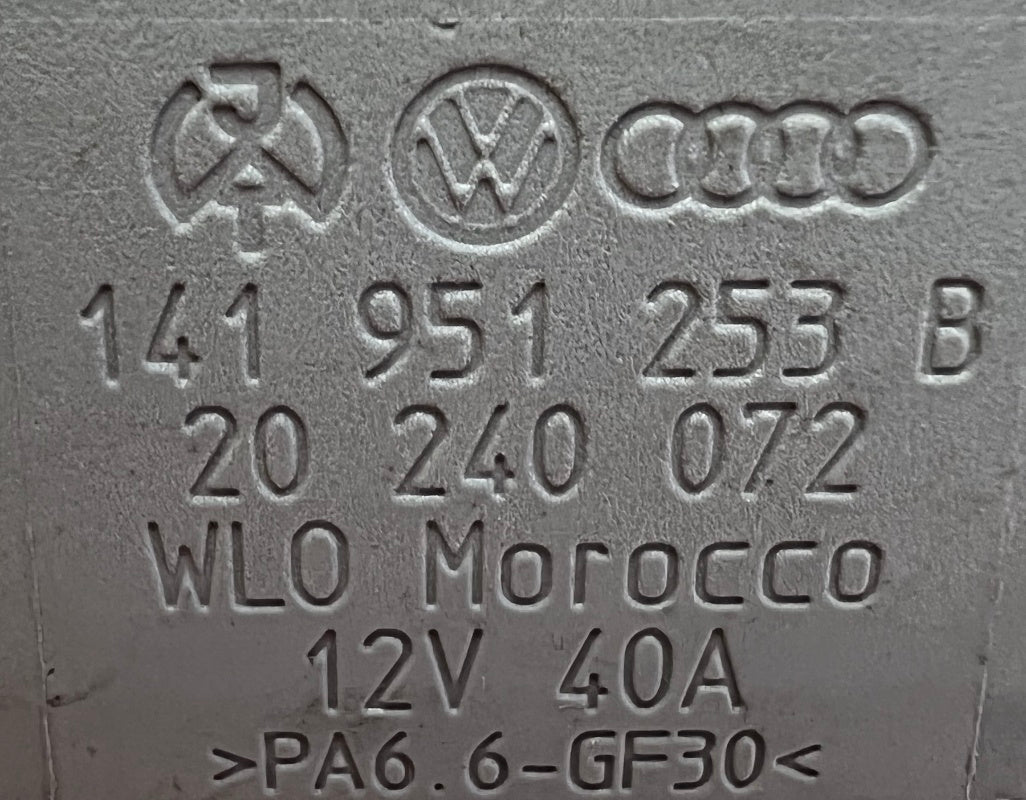 141 951 253 B
20 240 072
WLO Morocco
12V 40A
>PA6.6-GF30<